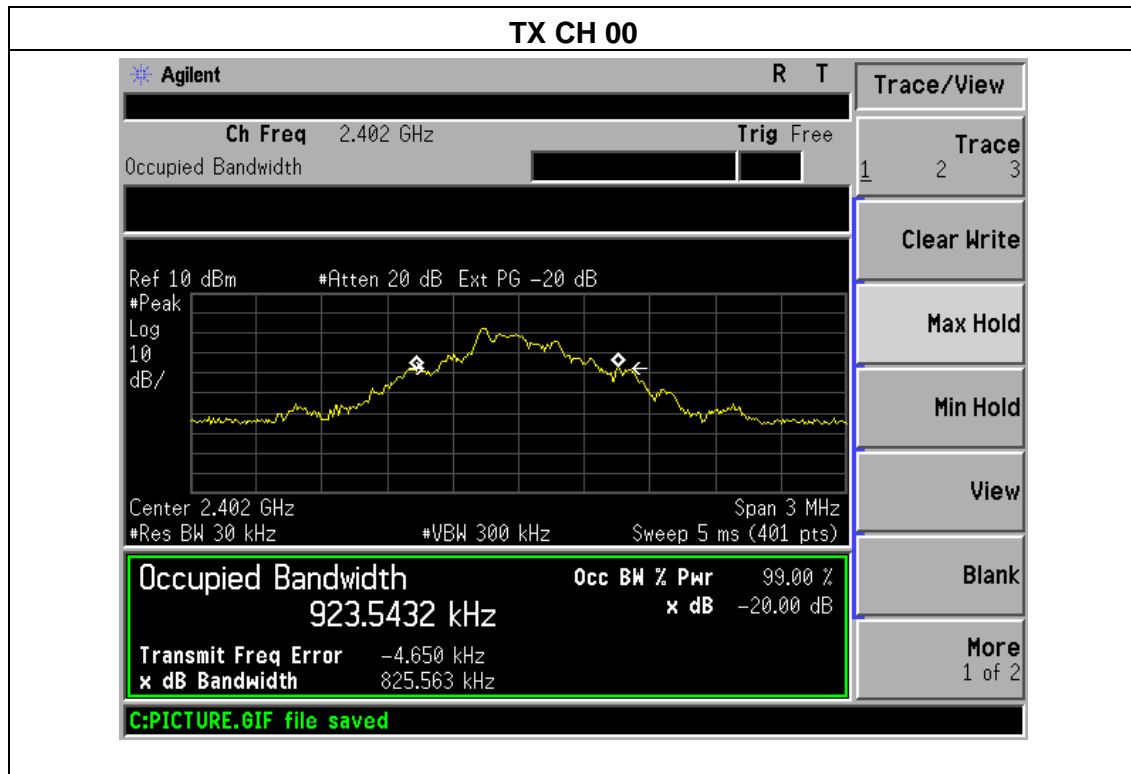 TX CH 00
Agilent R T
Trace/View
Ch Freq 2.402 GHz Trig Free
Occupied Bandwidth
Trace
1 2 3
Clear Write
Ref 10 dBm #Atten 20 dB Ext PG -20 dB
#Peak
Log
10
dB/
Max Hold
Min Hold
View
Center 2.402 GHz Span 3 MHz
#Res BW 30 kHz #VBW 300 kHz Sweep 5 ms (401 pts)
Occupied Bandwidth Occ BW % Pwr 99.00 %
923.5432 kHz x dB -20.00 dB
Blank
Transmit Freq Error -4.650 kHz
x dB Bandwidth 825.563 kHz
More
1 of 2
C:PICTURE.GIF file saved